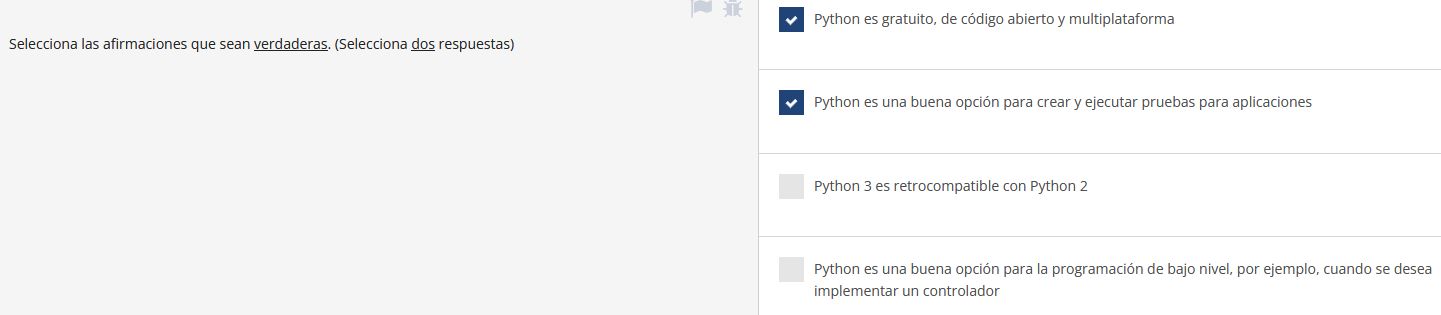 Selecciona las afirmaciones que sean verdaderas. (Selecciona dos respuestas)
Python es gratuito, de código abierto y multiplataforma
Python es una buena opción para crear y ejecutar pruebas para aplicaciones
Python 3 es retrocompatible con Python 2
Python es una buena opción para la programación de bajo nivel, por ejemplo, cuando se desea
implementar un controlador